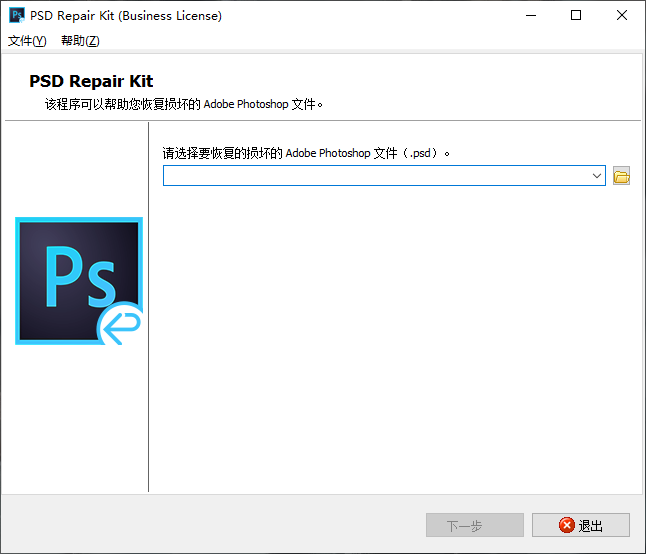 Ps PSD Repair Kit (Business License)
文件(Y) 帮助(Z)
PSD Repair Kit
该程序可以帮助您恢复损坏的 Adobe Photoshop 文件。
请选择要恢复的损坏的 Adobe Photoshop 文件（.psd）。
Ps
下一步 退出